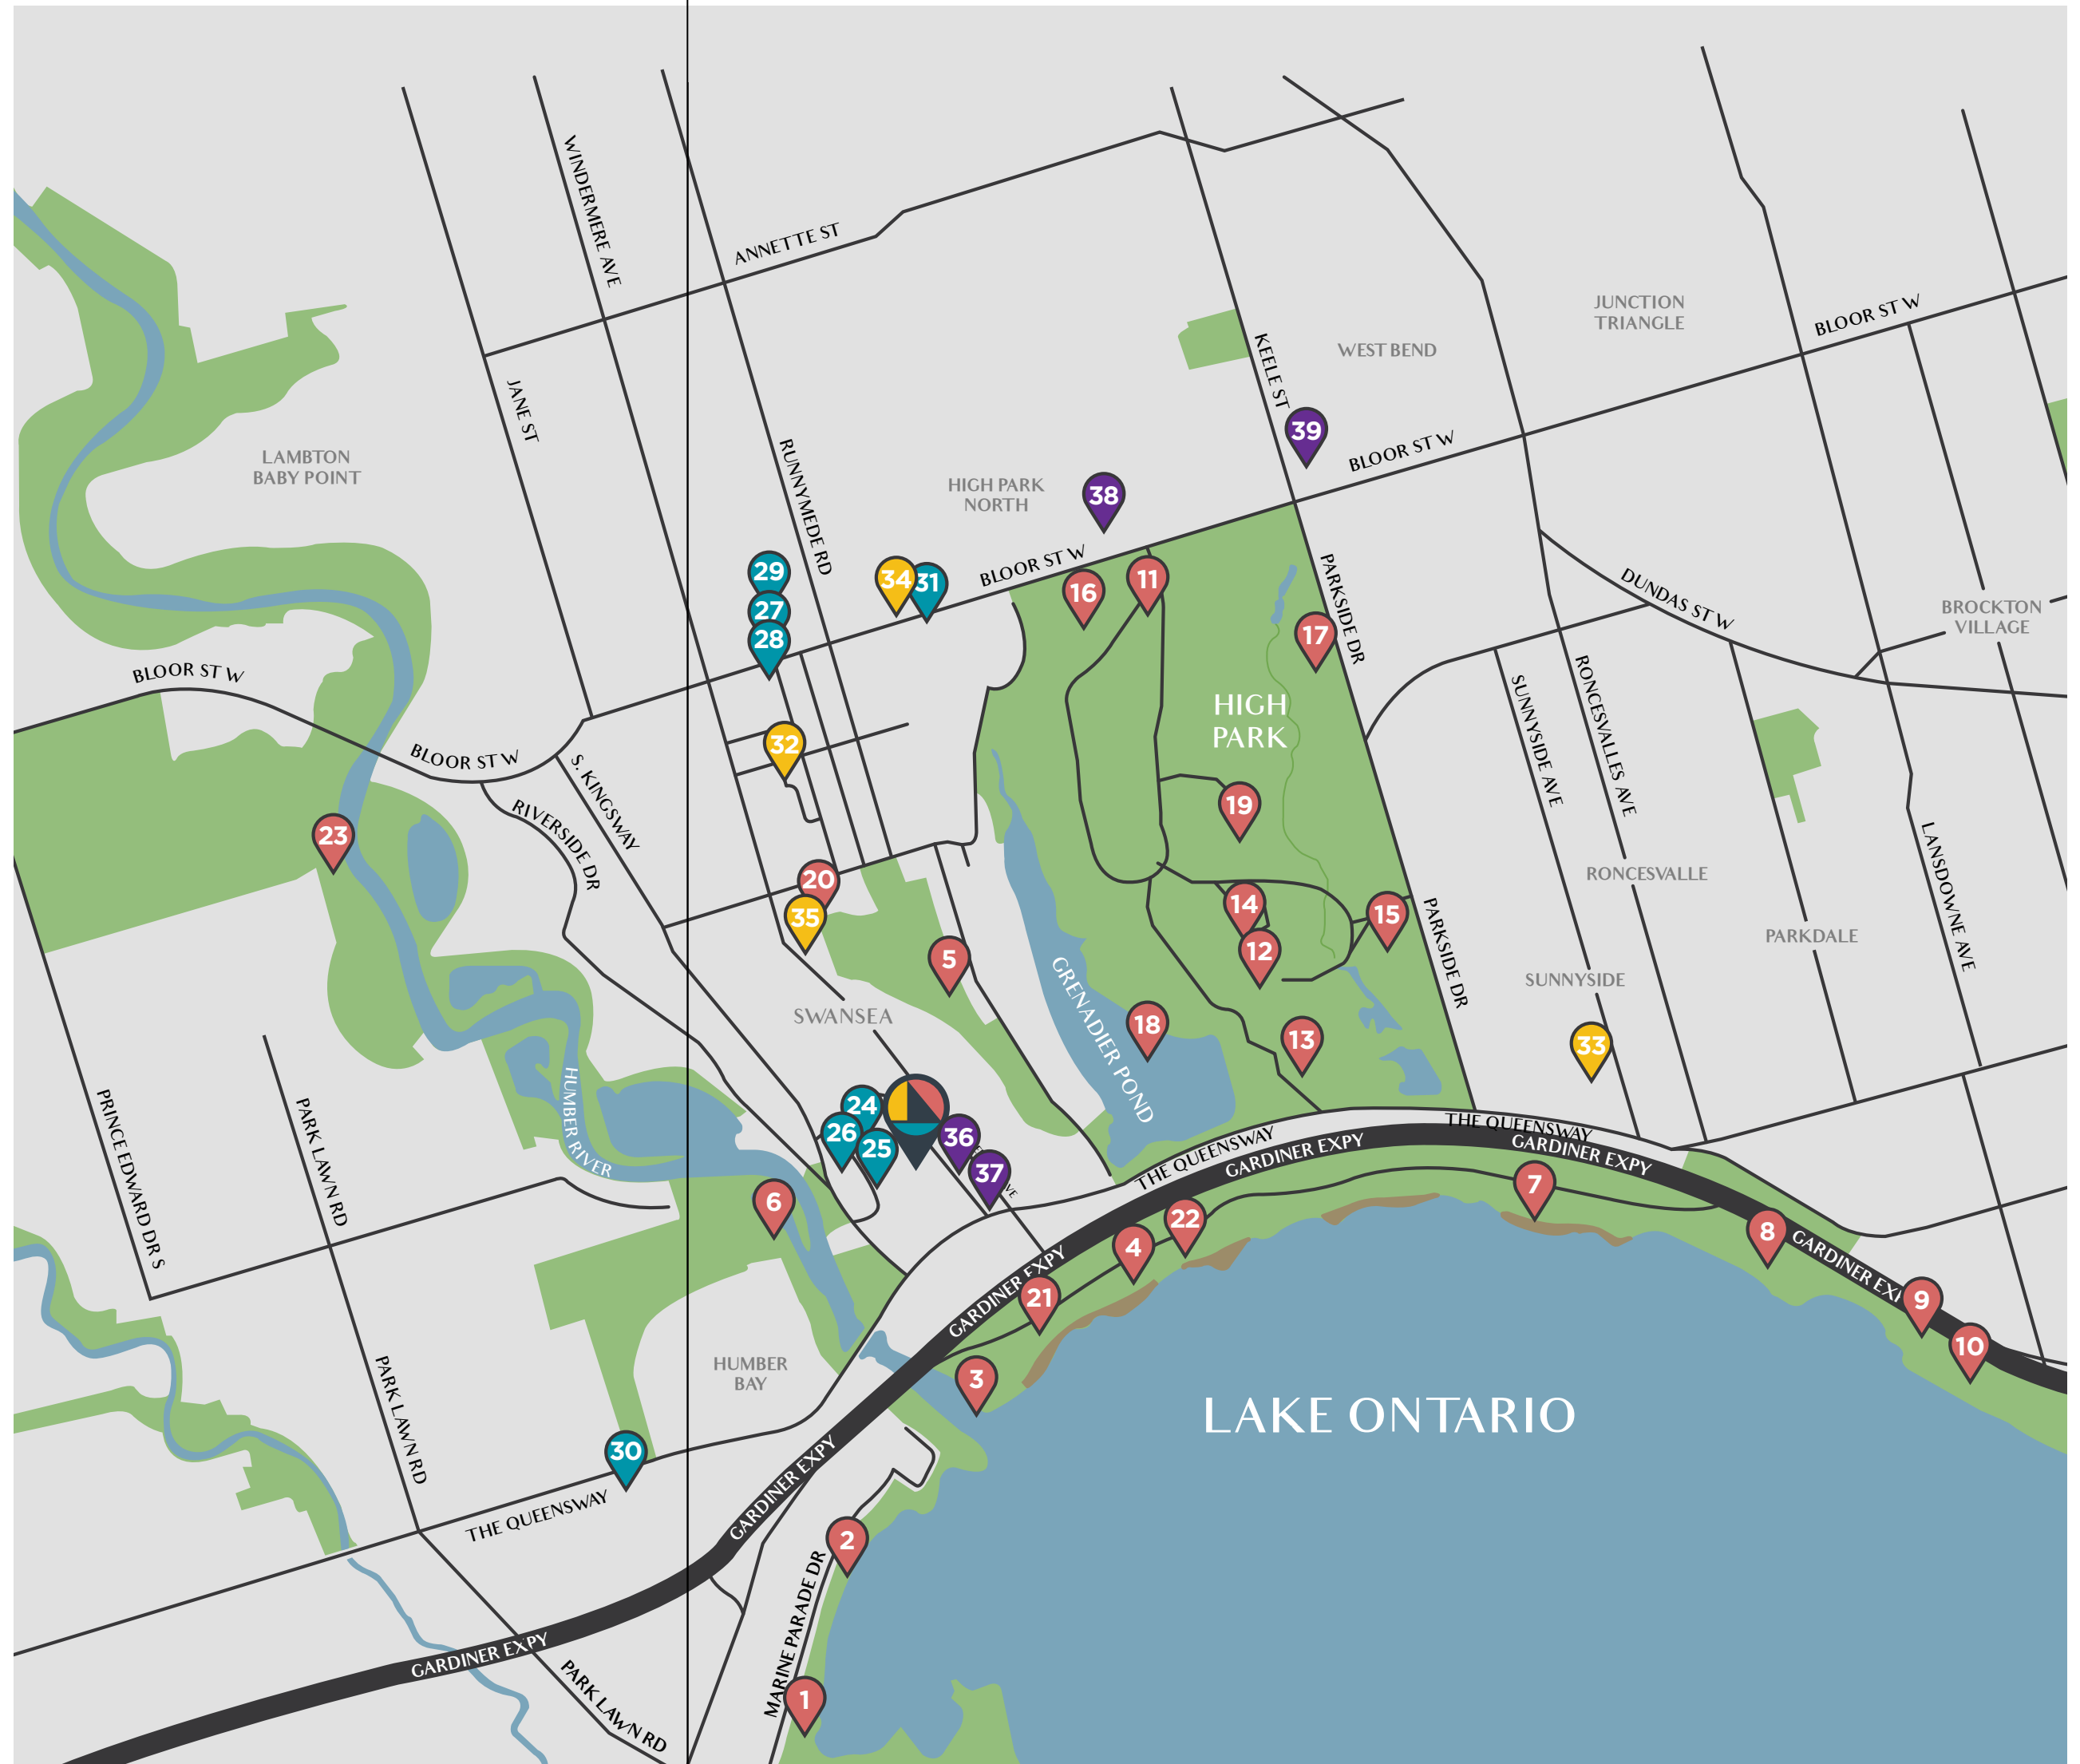 WINDERMERE AVE
ANNETTE ST
JUNCTION
TRIANGLE
BLOOR ST W
WEST BEND
KEELE ST
JANE ST
39
BLOOR ST W
LAMBTON
BABY POINT
RUNNYMEDE RD
HIGH PARK
NORTH
38
29
34
31
BLOOR ST W
16
11
PARKSIDE DR
DUNDAS ST W
BROCKTON
VILLAGE
27
28
17
BLOOR ST W
SUNNYSIDE AVE
RONCESVALLES AVE
HIGH
PARK
32
BLOOR ST W
S. KINGSWAY
RIVERSIDE DR
23
19
LANSDOWNE AVE
RONCESVALLE
20
35
14
15
PARKSIDE DR
12
PARKDALE
5
SUNNYSIDE
GRENADIER POND
SWANSEA
18
13
33
HUMBER RIVER
PRINCE EDWARD DR S
PARK LAWN RD
24
26
25
36
37
THE QUEENSWAY
THE QUEENSWAY
GARDINER EXPY
GARDINER EXPY
6
7
22
4
8
GARDINER EXPY
21
GARDINER EXP
9
10
HUMBER
BAY
3
PARK LAWN RD
LAKE ONTARIO
30
THE QUEENSWAY
GARDINER EXPY
2
MARINE PARADE DR
GARDINER EXPY
PARK LAWN RD
1